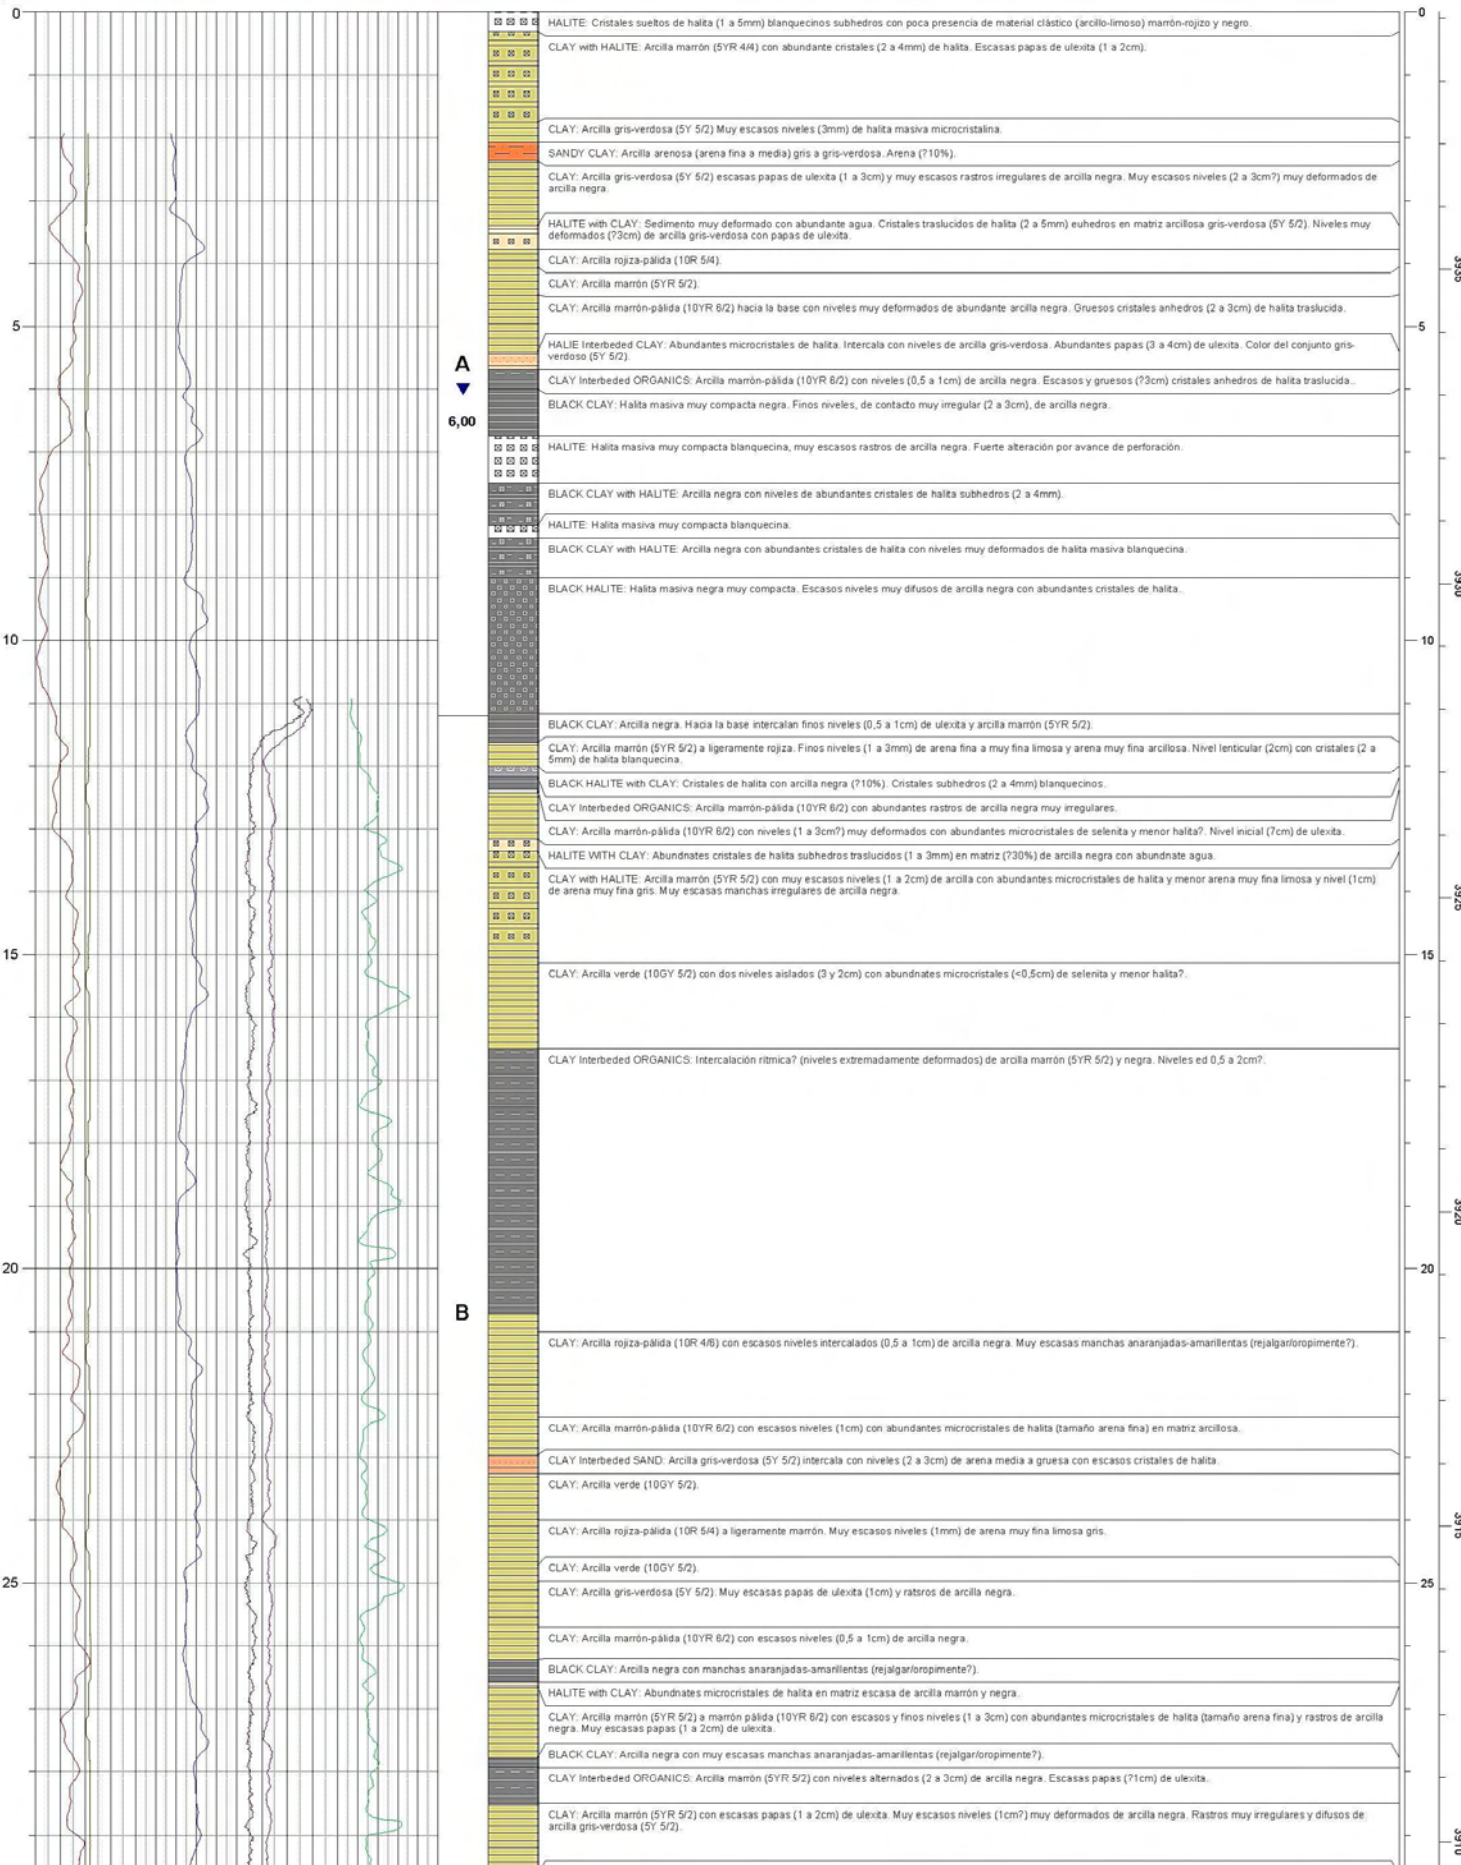 0
HALITE: Cristales sueltos de halita (1 a 5mm) blanquecinos subhedros con poca presencia de material clástico (arcillo-limoso) marrón-rojizo y negro.
0
CLAY with HALITE: Arcilla marrón (5YR 4/4) con abundante cristales (2 a 4mm) de halita. Escasas papas de ulexita (1 a 2cm).
CLAY: Arcilla gris-verdosa (5Y 5/2) Muy escasos niveles (3mm) de halita masiva microcristalina.
SANDY CLAY: Arcilla arenosa (arena fina a media) gris a gris-verdosa. Arena (?10%).
CLAY: Arcilla gris-verdosa (5Y 5/2) escasas papas de ulexita (1 a 3cm) y muy escasos rastros irregulares de arcilla negra. Muy escasos niveles (2 a 3cm?) muy deformados de
arcilla negra.
HALITE with CLAY: Sedimento muy deformado con abundante agua. Cristales traslucidos de halita (2 a 5mm) euhedros en matriz arcillosa gris-verdosa (5Y 5/2). Niveles muy
deformados (?3cm) de arcilla gris-verdosa con papas de ulexita.
CLAY: Arcilla rojiza-pálida (10R 5/4).
3935
CLAY: Arcilla marrón (5YR 5/2).
CLAY: Arcilla marrón-pálida (10YR 6/2) hacia la base con niveles muy deformados de abundante arcilla negra. Gruesos cristales anhedros (2 a 3cm) de halita traslucida.
5
5
HALIE Interbeded CLAY: Abundantes microcristales de halita. Intercala con niveles de arcilla gris-verdosa. Abundantes papas (3 a 4cm) de ulexita. Color del conjunto gris-
verdoso (5Y 5/2).
A
CLAY Interbeded ORGANICS: Arcilla marrón-pálida (10YR 6/2) con niveles (0,5 a 1cm) de arcilla negra. Escasos y gruesos (?3cm) cristales anhedros de halita traslucida..
BLACK CLAY: Halita masiva muy compacta negra. Finos niveles, de contacto muy irregular (2 a 3cm), de arcilla negra.
6,00
HALITE: Halita masiva muy compacta blanquecina, muy escasos rastros de arcilla negra. Fuerte alteración por avance de perforación.
BLACK CLAY with HALITE: Arcilla negra con niveles de abundantes cristales de halita subhedros (2 a 4mm).
HALITE: Halita masiva muy compacta blanquecina.
BLACK CLAY with HALITE: Arcilla negra con abundantes cristales de halita con niveles muy deformados de halita masiva blanquecina.
3930
BLACK HALITE: Halita masiva negra muy compacta. Escasos niveles muy difusos de arcilla negra con abundantes cristales de halita.
10
10
BLACK CLAY: Arcilla negra. Hacia la base intercalan finos niveles (0,5 a 1cm) de ulexita y arcilla marrón (5YR 5/2).
CLAY: Arcilla marrón (5YR 5/2) a ligeramente rojiza. Finos niveles (1 a 3mm) de arena fina a muy fina limosa y arena muy fina arcillosa. Nivel lenticular (2cm) con cristales (2 a
5mm) de halita blanquecina.
BLACK HALITE with CLAY: Cristales de halita con arcilla negra (?10%). Cristales subhedros (2 a 4mm) blanquecinos.
CLAY Interbeded ORGANICS: Arcilla marrón-pálida (10YR 6/2) con abundantes rastros de arcilla negra muy irregulares.
CLAY: Arcilla marrón-pálida (10YR 6/2) con niveles (1 a 3cm?) muy deformados con abundantes microcristales de selenita y menor halita?. Nivel inicial (7cm) de ulexita.
HALITE WITH CLAY: Abundnates cristales de halita subhedros traslucidos (1 a 3mm) en matriz (?30%) de arcilla negra con abundnate agua.
CLAY with HALITE: Arcilla marrón (5YR 5/2) con muy escasos niveles (1 a 2cm) de arcilla con abundantes microcristales de halita y menor arena muy fina limosa y nivel (1cm)
de arena muy fina gris. Muy escasas manchas irregulares de arcilla negra.
3925
15
15
CLAY: Arcilla verde (10GY 5/2) con dos niveles aislados (3 y 2cm) con abundnates microcristales (<0,5cm) de selenita y menor halita?.
CLAY Interbeded ORGANICS: Intercalación rítmica? (niveles extremadamente deformados) de arcilla marrón (5YR 5/2) y negra. Niveles ed 0,5 a 2cm?.
3920
20
20
B
CLAY: Arcilla rojiza-pálida (10R 4/6) con escasos niveles intercalados (0,5 a 1cm) de arcilla negra. Muy escasas manchas anaranjadas-amarillentas (rejalgar/oropimente?).
CLAY: Arcilla marrón-pálida (10YR 6/2) con escasos niveles (1cm) con abundantes microcristales de halita (tamaño arena fina) en matriz arcillosa.
CLAY Interbeded SAND: Arcilla gris-verdosa (5Y 5/2) intercala con niveles (2 a 3cm) de arena media a gruesa con escasos cristales de halita.
CLAY: Arcilla verde (10GY 5/2).
3915
CLAY: Arcilla rojiza-pálida (10R 5/4) a ligeramente marrón. Muy escasos niveles (1mm) de arena muy fina limosa gris.
CLAY: Arcilla verde (10GY 5/2).
25
25
CLAY: Arcilla gris-verdosa (5Y 5/2). Muy escasas papas de ulexita (1cm) y ratsros de arcilla negra.
CLAY: Arcilla marrón-pálida (10YR 6/2) con escasos niveles (0,5 a 1cm) de arcilla negra.
BLACK CLAY: Arcilla negra con manchas anaranjadas-amarillentas (rejalgar/oropimente?).
HALITE with CLAY: Abundnates microcristales de halita en matriz escasa de arcilla marrón y negra.
CLAY: Arcilla marrón (5YR 5/2) a marrón pálida (10YR 6/2) con escasos y finos niveles (1 a 3cm) con abundantes microcristales de halita (tamaño arena fina) y rastros de arcilla
negra. Muy escasas papas (1 a 2cm) de ulexita.
BLACK CLAY: Arcilla negra con muy escasas manchas anaranjadas-amarillentas (rejalgar/oropimente?).
CLAY Interbeded ORGANICS: Arcilla marrón (5YR 5/2) con niveles alternados (2 a 3cm) de arcilla negra. Escasas papas (?1cm) de ulexita.
CLAY: Arcilla marrón (5YR 5/2) con escasas papas (1 a 2cm) de ulexita. Muy escasos niveles (1cm?) muy deformados de arcilla negra. Rastros muy irregulares y difusos de
arcilla gris-verdosa (5Y 5/2).
3910